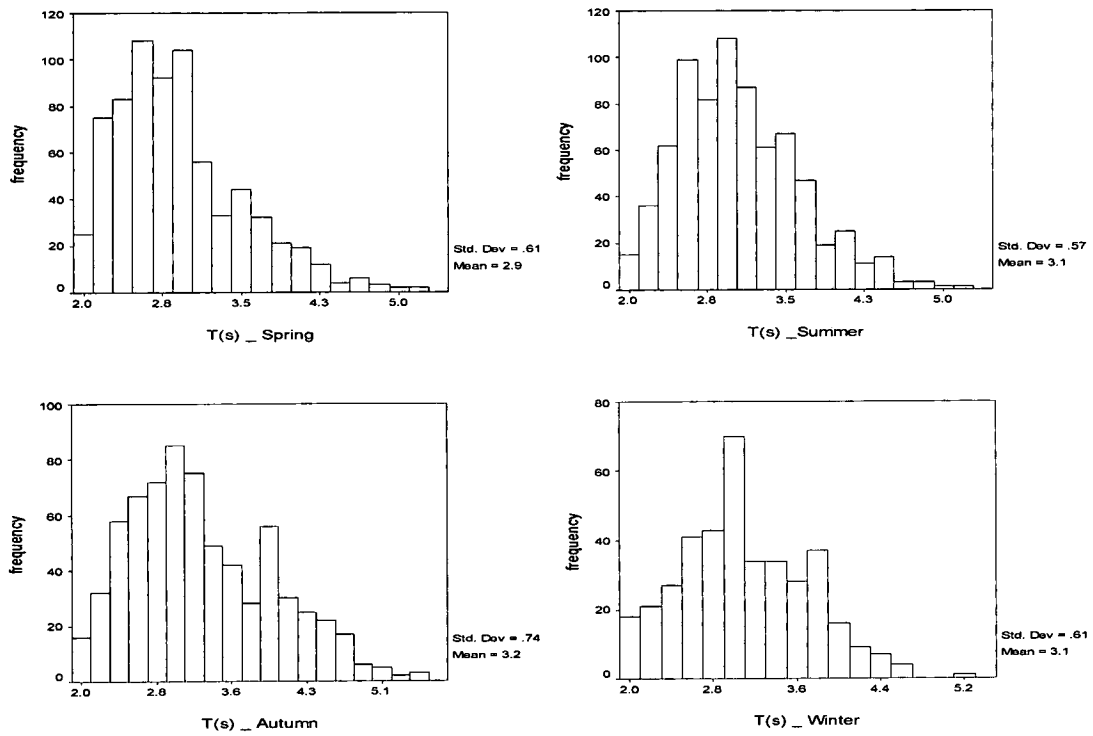 120
100
80
60
40
20
0
frequency
2.0 2.8 3.5 4.3 5.0
T(s) _ Spring
Std. Dev = .61
Mean = 2.9
120
100
80
60
40
20
0
frequency
2.0 2.8 3.5 4.3 5.0
T(s) _Summer
Std. Dev = .57
Mean = 3.1
100
80
60
40
20
0
frequency
2.0 2.8 3.6 4.3 5.1
T(s) _ Autumn
Std. Dev = .74
Mean = 3.2
80
60
40
20
0
frequency
2.0 2.8 3.6 4.4 5.2
T(s) _ Winter
Std. Dev = .61
Mean = 3.1